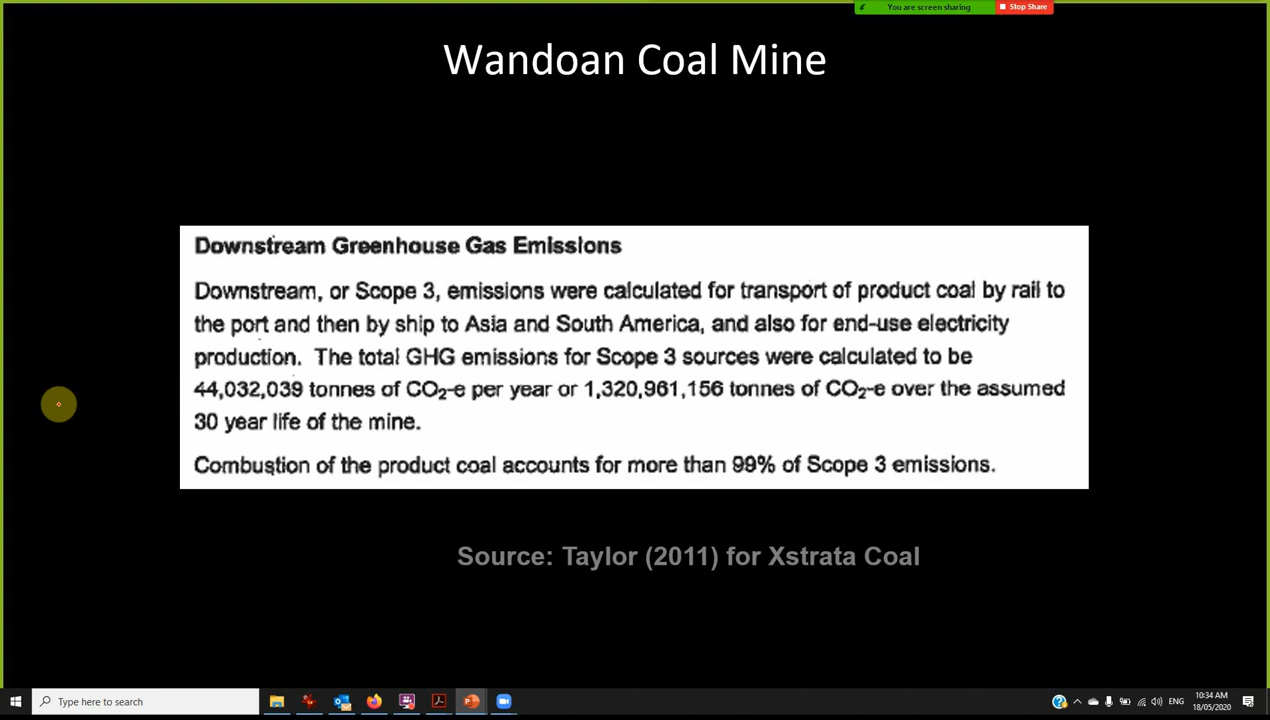 You are screen sharing
Stop Share
Wandoan Coal Mine
Downstream Greenhouse Gas Emissions
Downstream, or Scope 3, emissions were calculated for transport of product coal by rail to
the port and then by ship to Asia and South America, and also for end-use electricity
production. The total GHG emissions for Scope 3 sources were calculated to be
44,032,039 tonnes of CO₂-e per year or 1,320,961,156 tonnes of CO₂-e over the assumed
30 year life of the mine.
Combustion of the product coal accounts for more than 99% of Scope 3 emissions.
Source: Taylor (2011) for Xstrata Coal
Type here to search
ENG
10:34 AM
18/05/2020